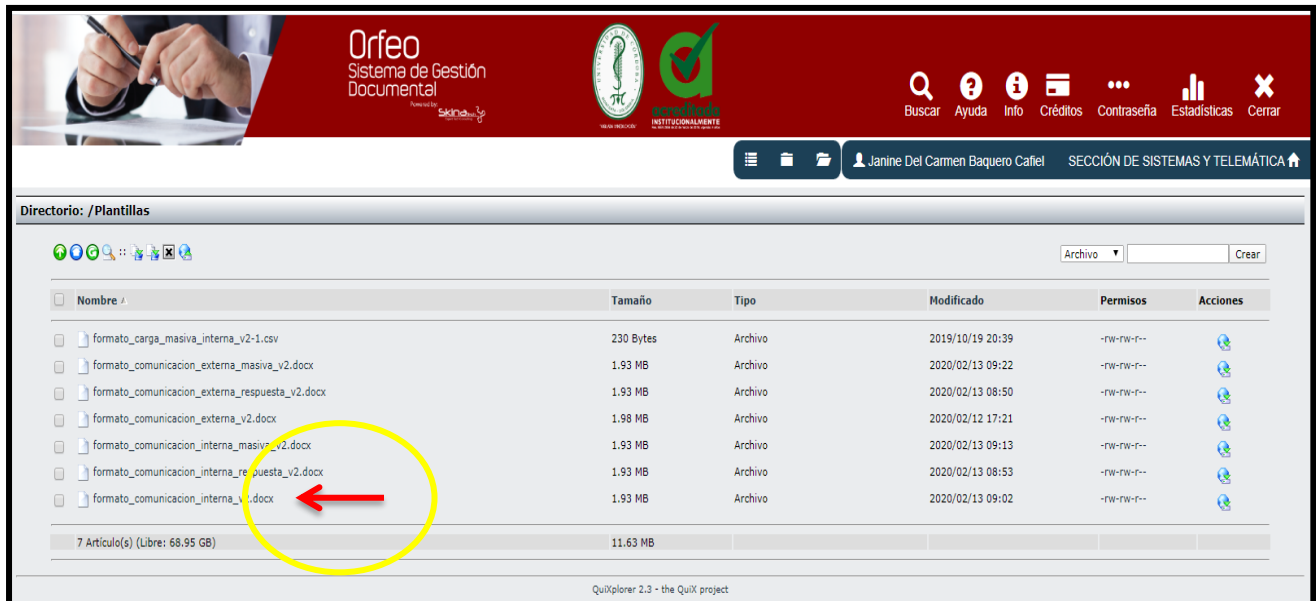 Orfeo
Sistema de Gestión
Documental
Powered by:
Skina
UNIVERSIDAD DE CÓRDOBA
acreditada
INSTITUCIONALMENTE
Buscar Ayuda Info Créditos Contraseña Estadísticas Cerrar
Janine Del Carmen Baquero Cafiel SECCIÓN DE SISTEMAS Y TELEMÁTICA
Directorio: /Plantillas
Archivo Crear
Nombre Tamaño Tipo Modificado Permisos Acciones
formato_carga_masiva_interna_v2-1.csv 230 Bytes Archivo 2019/10/19 20:39 -rw-rw-r--
formato_comunicacion_externa_masiva_v2.docx 1.93 MB Archivo 2020/02/13 09:22 -rw-rw-r--
formato_comunicacion_externa_respuesta_v2.docx 1.93 MB Archivo 2020/02/13 08:50 -rw-rw-r--
formato_comunicacion_externa_v2.docx 1.98 MB Archivo 2020/02/12 17:21 -rw-rw-r--
formato_comunicacion_interna_masiva_v2.docx 1.93 MB Archivo 2020/02/13 09:13 -rw-rw-r--
formato_comunicacion_interna_respuesta_v2.docx 1.93 MB Archivo 2020/02/13 08:53 -rw-rw-r--
formato_comunicacion_interna_v2.docx 1.93 MB Archivo 2020/02/13 09:02 -rw-rw-r--
7 Artículo(s) (Libre: 68.95 GB) 11.63 MB
QuiXplorer 2.3 - the QuiX project